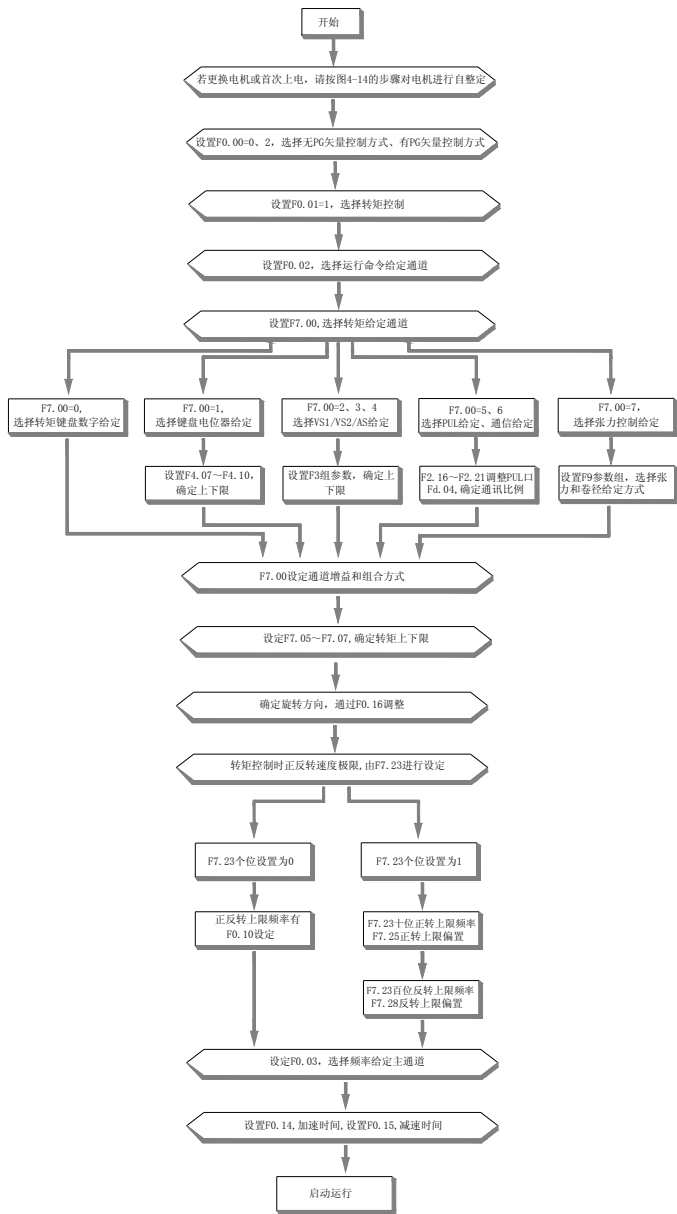 开始
若更换电机或首次上电，请按图4-14的步骤对电机进行自整定
设置F0.00=0、2，选择无PG矢量控制方式、有PG矢量控制方式
设置F0.01=1，选择转矩控制
设置F0.02，选择运行命令给定通道
设置F7.00,选择转矩给定通道
F7.00=0,
选择转矩键盘数字给定
F7.00=1,
选择键盘电位器给定
F7.00=2、3、4
选择VS1/VS2/AS给定
F7.00=5、6
选择PUL给定、通信给定
F7.00=7，
选择张力控制给定
设置F4.07～F4.10，
确定上下限
设置F3组参数，确定上
下限
F2.16～F2.21调整PUL口
Fd.04,确定通讯比例
设置F9参数组，选择张
力和卷径给定方式
F7.00设定通道增益和组合方式
设定F7.05～F7.07,确定转矩上下限
确定旋转方向，通过F0.16调整
转矩控制时正反转速度极限,由F7.23进行设定
F7.23个位设置为0
F7.23个位设置为1
正反转上限频率有
F0.10设定
F7.23十位正转上限频率
F7.25正转上限偏置
F7.23百位反转上限频率
F7.28反转上限偏置
设定F0.03，选择频率给定主通道
设置F0.14,加速时间,设置F0.15,减速时间
启动运行